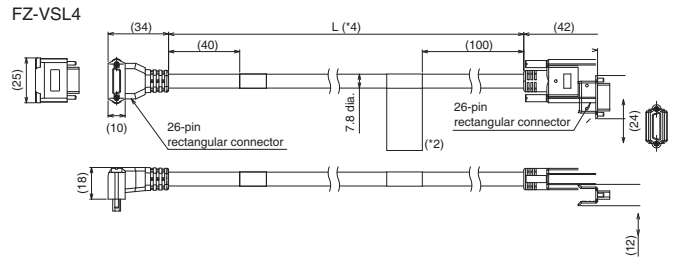 FZ-VSL4
(34)
L (*4)
(42)
(40)
(100)
(25)
(10)
26-pin
rectangular connector
7.8 dia.
(*2)
26-pin
rectangular connector
(24)
(18)
(12)